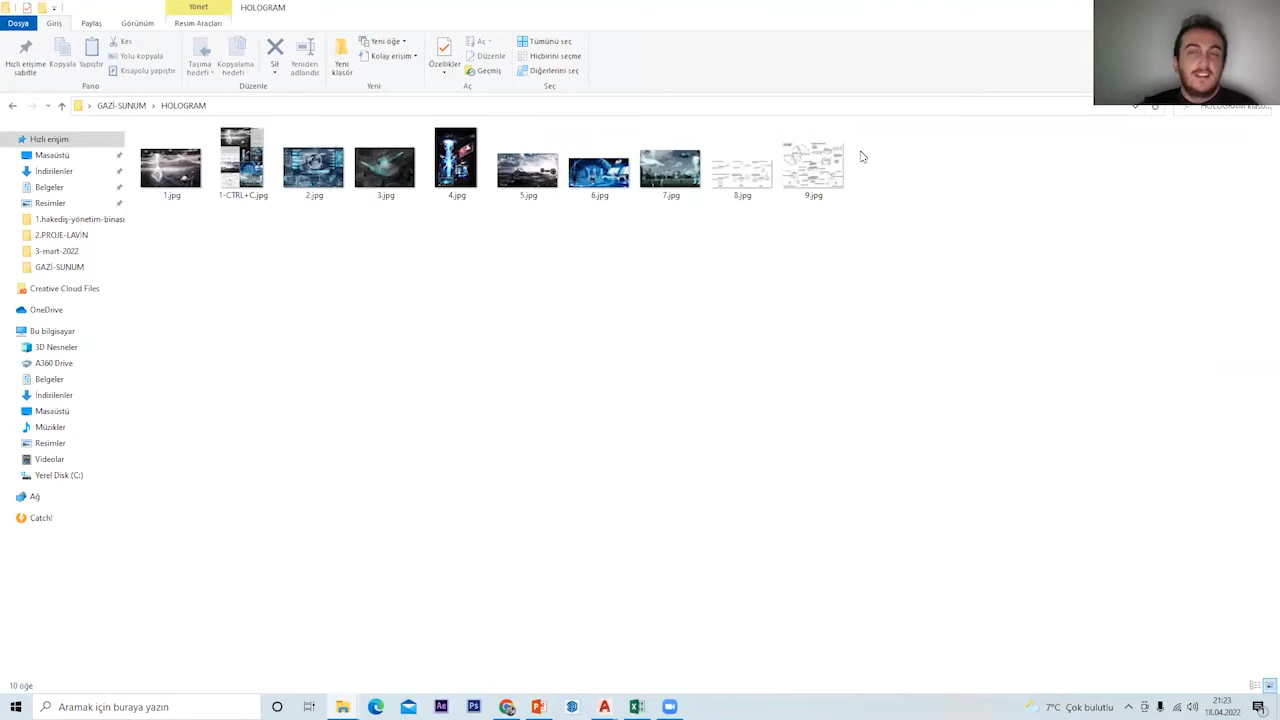 Yönet
HOLOGRAM
Dosya
Giriş
Paylaş
Görünüm
Resim Araçları
Hızlı erişime sabitle
Kopyala
Yapıştır
Kes
Yolu kopyala
Kısayolu yapıştır
Pano
Taşıma hedefi
Kopyalama hedefi
Sil
Yeniden adlandır
Düzenle
Yeni klasör
Yeni öğe
Kolay erişim
Yeni
Özellikler
Aç
Düzenle
Geçmiş
Aç
Tümünü seç
Hiçbirini seçme
Diğerlerini seç
Seç
GAZİ-SUNUM > HOLOGRAM
HOLOGRAM klasö...
Hızlı erişim
Masaüstü
İndirilenler
Belgeler
Resimler
1.hakediş-yönetim-binası
2.PROJE-LAVİN
3-mart-2022
GAZİ-SUNUM
Creative Cloud Files
OneDrive
Bu bilgisayar
3D Nesneler
A360 Drive
Belgeler
İndirilenler
Masaüstü
Müzikler
Resimler
Videolar
Yerel Disk (C:)
Ağ
Catch!
1.jpg
1-CTRL+C.jpg
2.jpg
3.jpg
4.jpg
5.jpg
6.jpg
7.jpg
8.jpg
9.jpg
10 öğe
Aramak için buraya yazın
Ae
Ps
7°C Çok bulutlu
21:23
18.04.2022